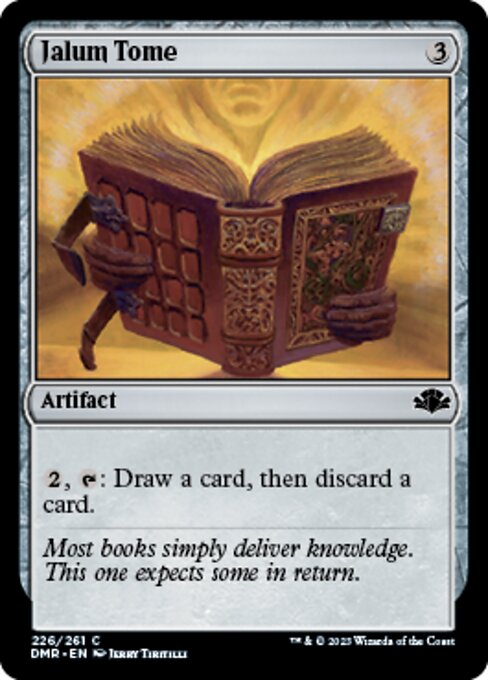 Jalum Tome 3
Artifact
2, T: Draw a card, then discard a
card.
Most books simply deliver knowledge.
This one expects some in return.
226/261 C
™ & © 2023 Wizards of the Coast
DMR • EN Jerry Tiritilli